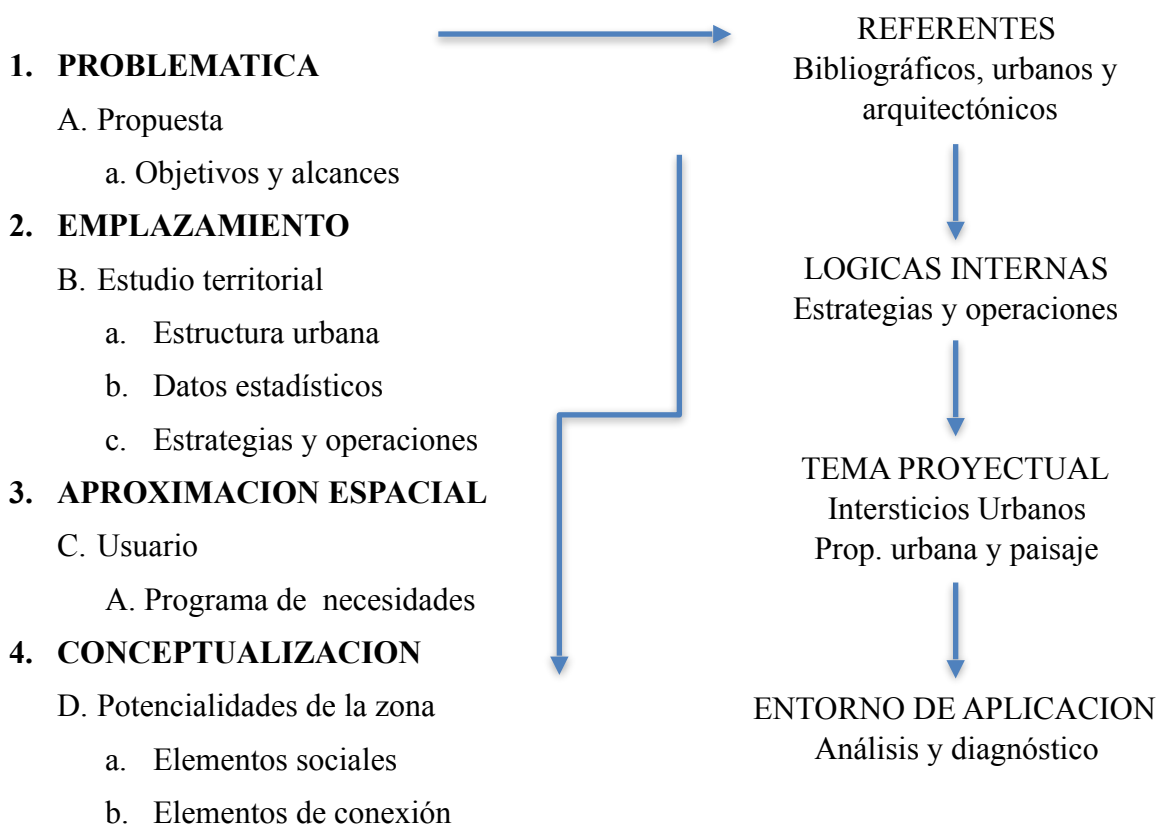 1. PROBLEMATICA
A. Propuesta
a. Objetivos y alcances
2. EMPLAZAMIENTO
B. Estudio territorial
a. Estructura urbana
b. Datos estadísticos
c. Estrategias y operaciones
3. APROXIMACION ESPACIAL
C. Usuario
A. Programa de necesidades
4. CONCEPTUALIZACION
D. Potencialidades de la zona
a. Elementos sociales
b. Elementos de conexión
REFERENTES
Bibliográficos, urbanos y
arquitectónicos
LOGICAS INTERNAS
Estrategias y operaciones
TEMA PROYECTUAL
Intersticios Urbanos
Prop. urbana y paisaje
ENTORNO DE APLICACION
Análisis y diagnóstico